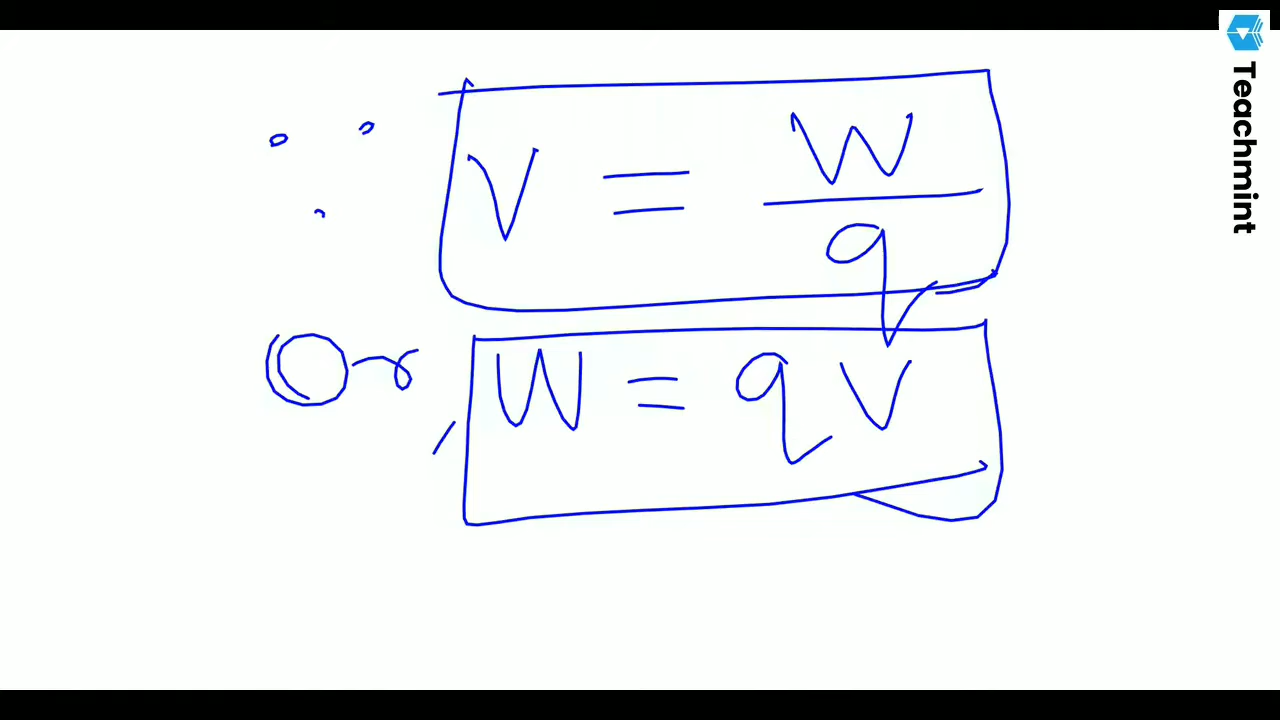 ∵ V = W/q
Or W = qV
Teachmint